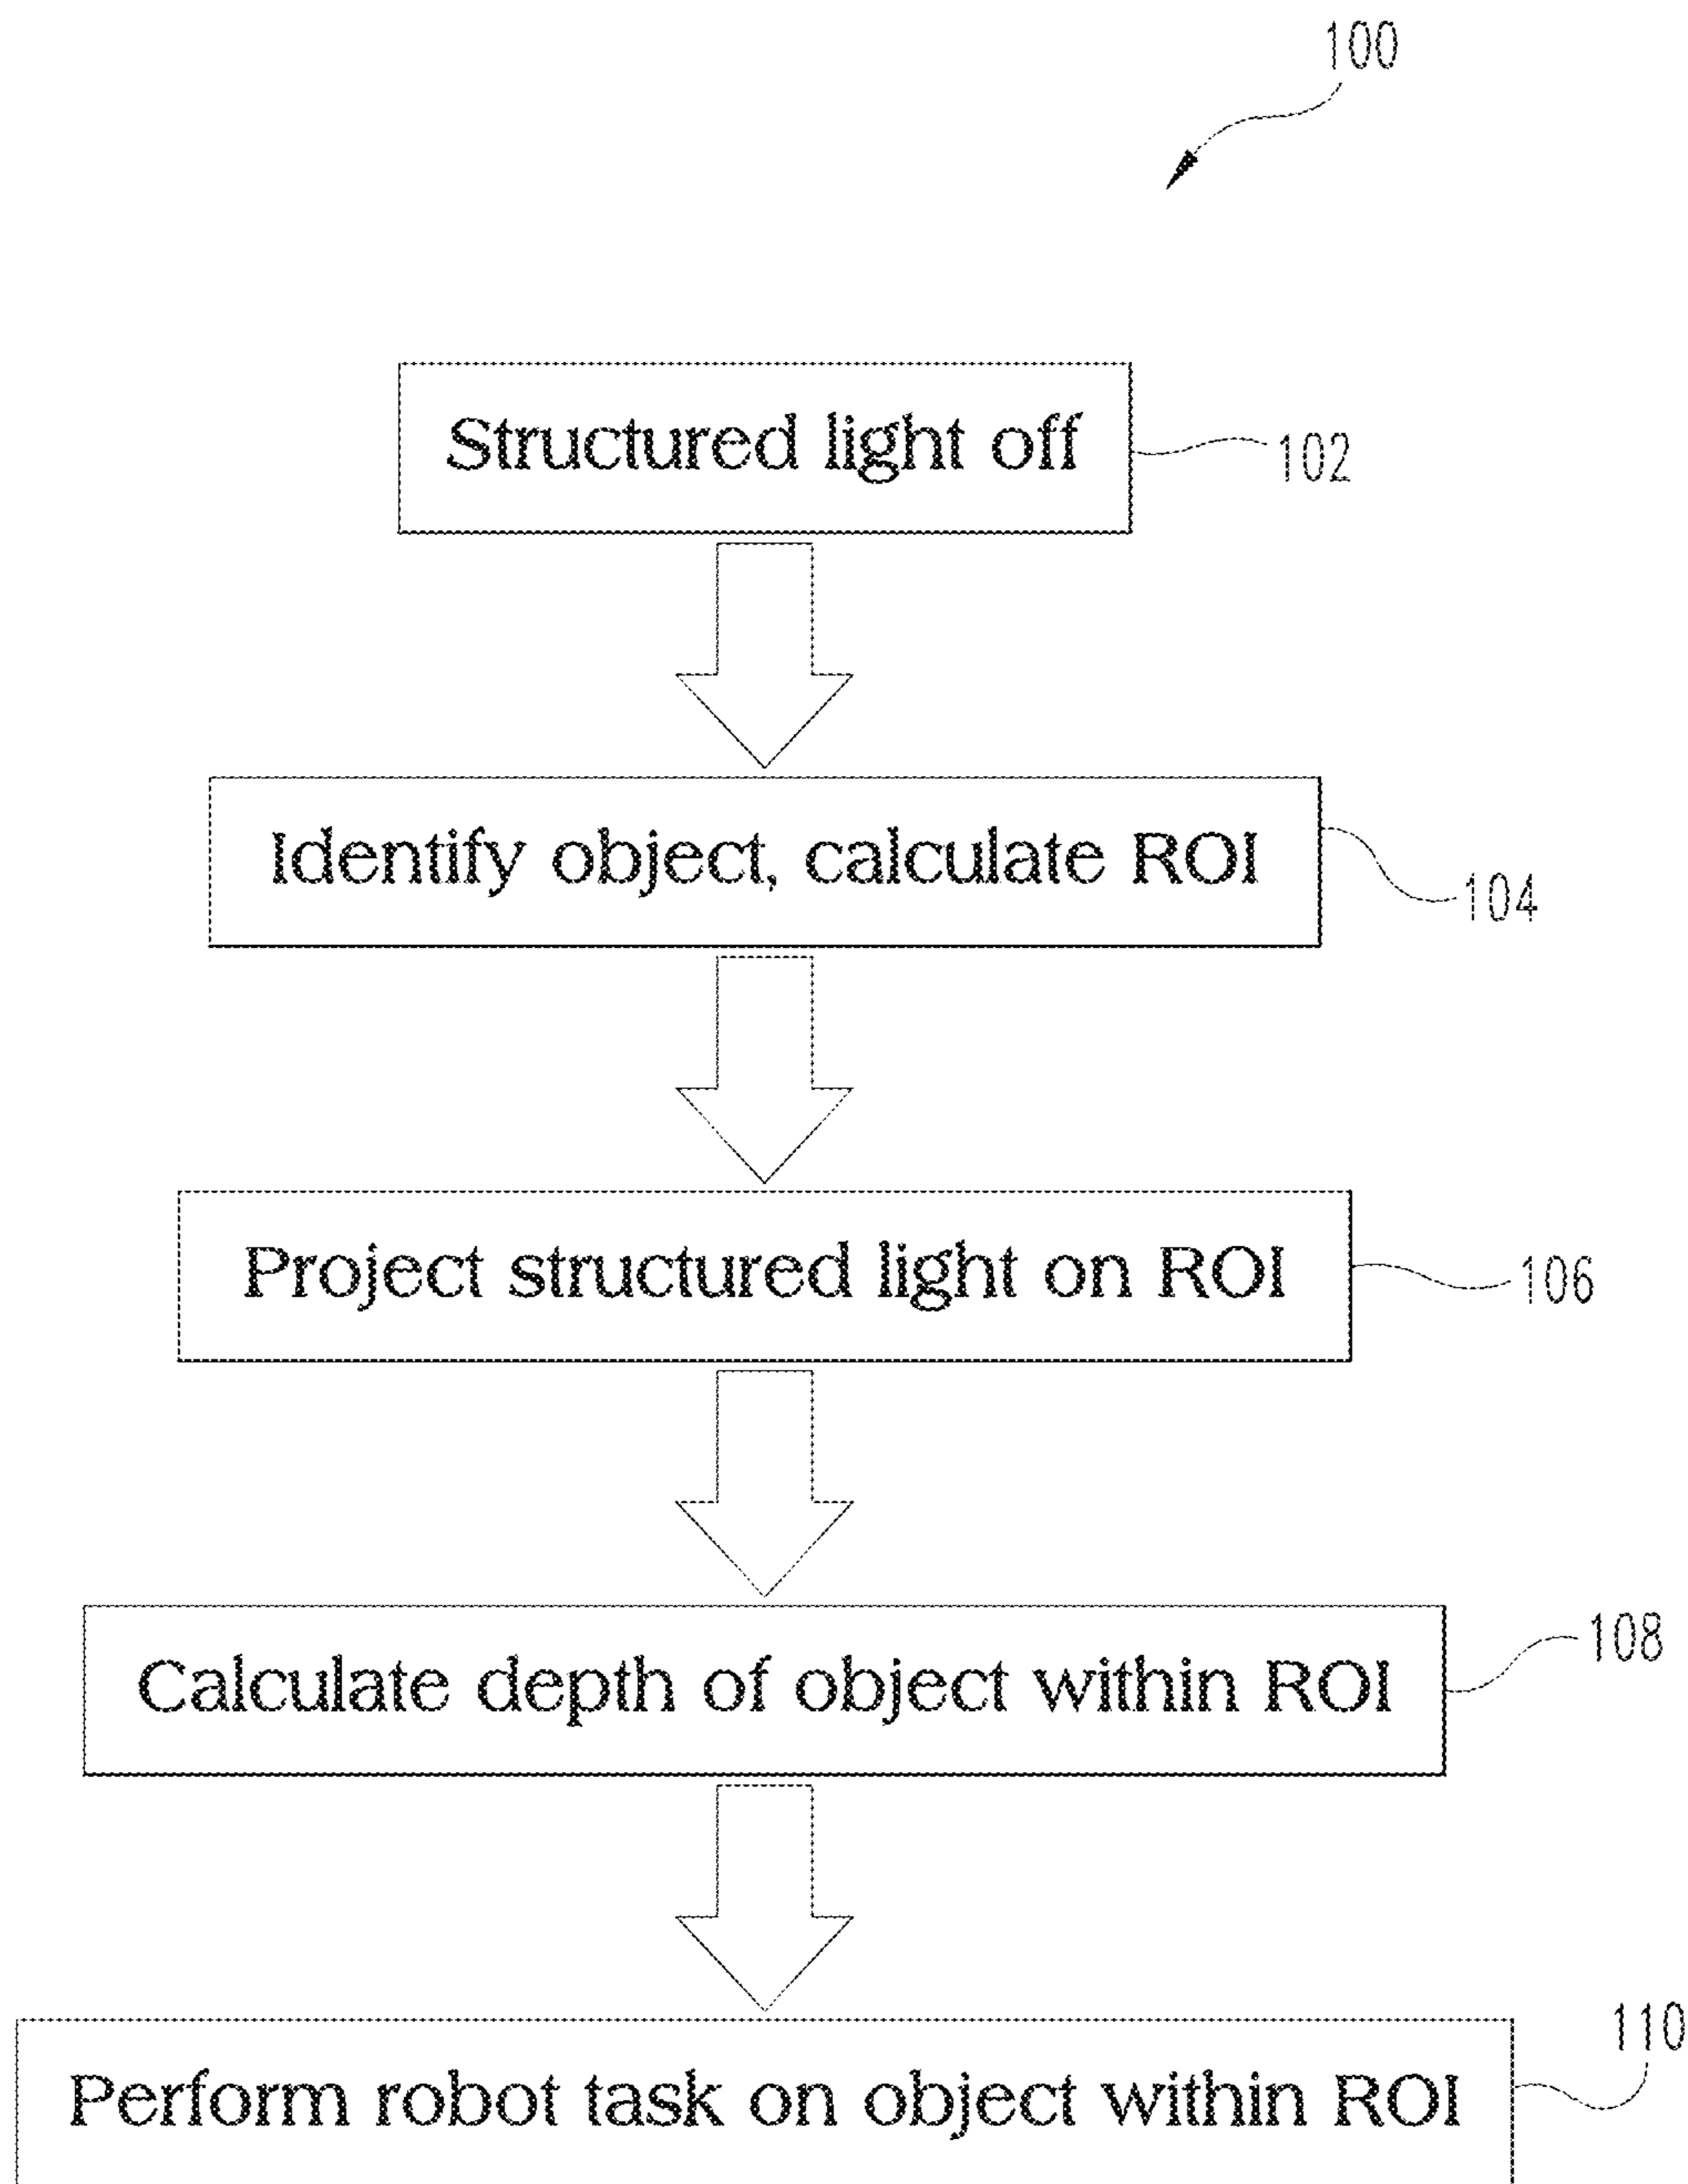 100
Structured light off
102
Identify object, calculate ROI
104
Project structured light on ROI
106
Calculate depth of object within ROI
108
Perform robot task on object within ROI
110